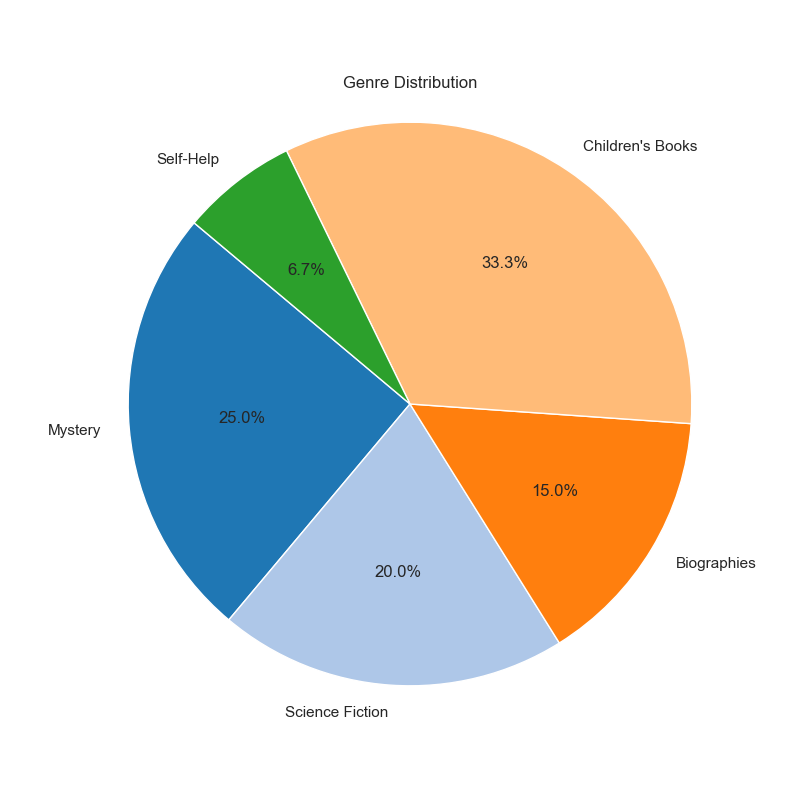 Genre Distribution
Children's Books
Self-Help
33.3%
6.7%
25.0%
Mystery
15.0%
Biographies
20.0%
Science Fiction